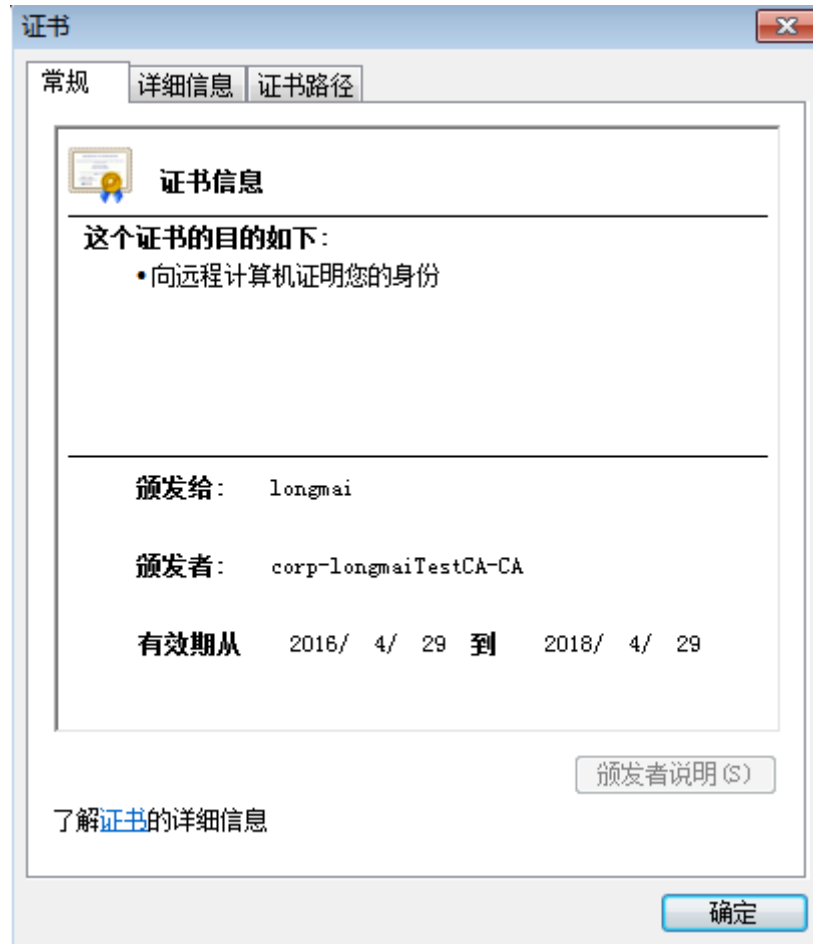 证书
常规 详细信息 证书路径
证书信息
这个证书的目的如下:
•向远程计算机证明您的身份
颁发给: longmai
颁发者: corp-longmaiTestCA-CA
有效期从 2016/ 4/ 29 到 2018/ 4/ 29
颁发者说明(S)
了解证书的详细信息
确定